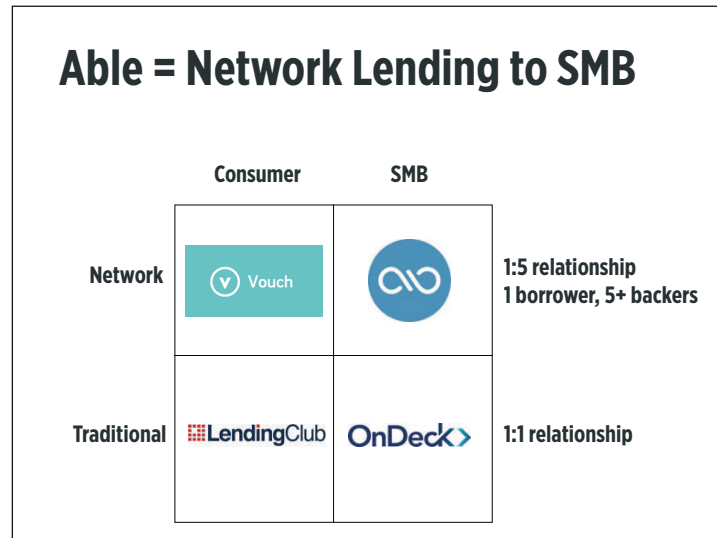 Able = Network Lending to SMB
Consumer SMB
Network
V Vouch
1:5 relationship
1 borrower, 5+ backers
Traditional
LendingClub
OnDeck
1:1 relationship